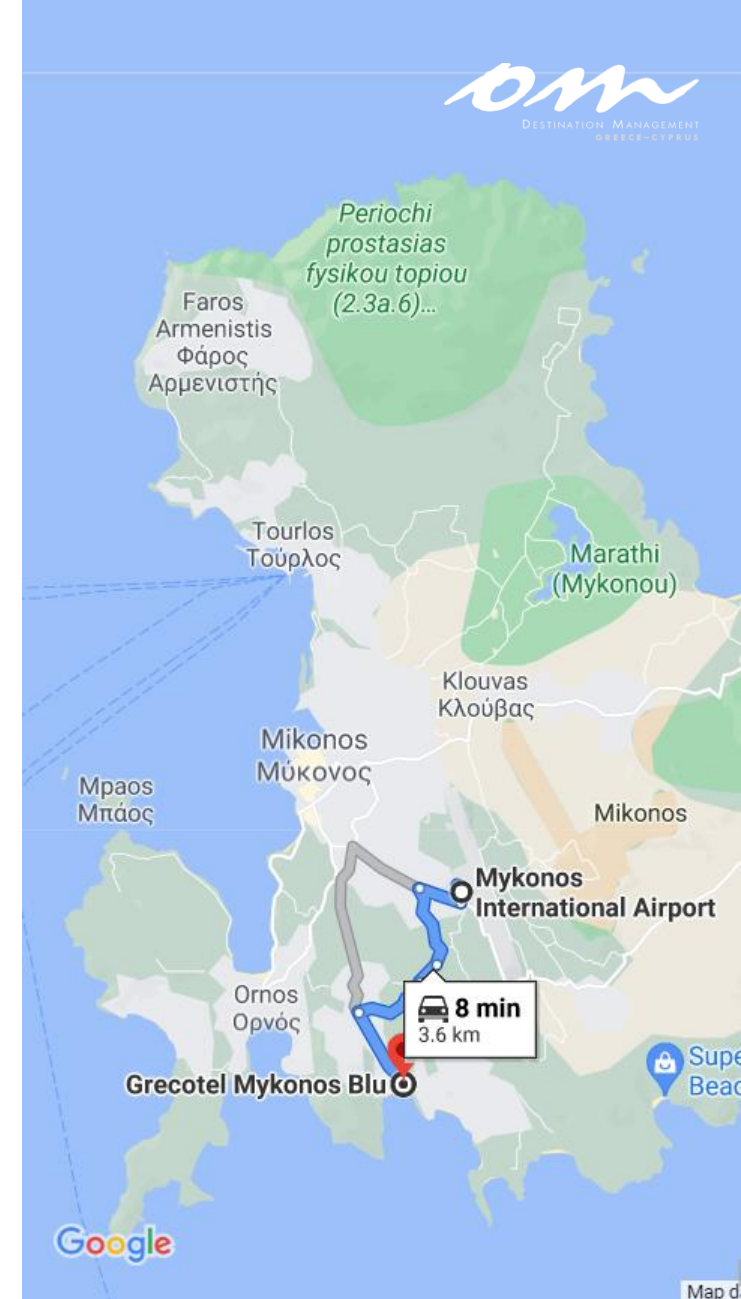 om
DESTINATION MANAGEMENT
GREECE-CYPRUS
Periochi
prostasias
fysikou topiou
(2.3a.6)...
Faros
Armenistis
Φάρος
Αρμενιστής
Tourlos
Τούρλος
Marathi
(Mykonou)
Klouvas
Κλούβας
Mikonos
Μύκονος
Mpaos
Μπάος
Mikonos
Mykonos
International Airport
Ornos
Ορνός
8 min
3.6 km
Supe
Beac
Grecotel Mykonos Blu
Google
Map d